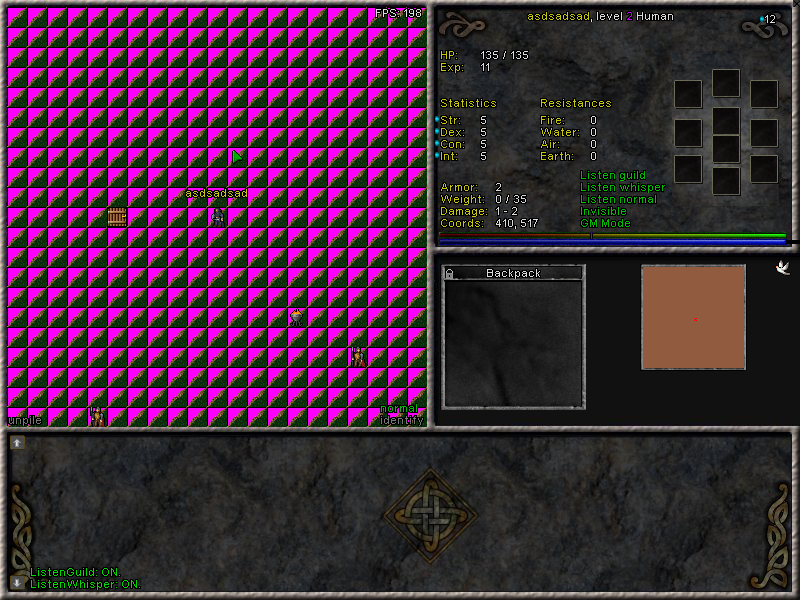 FPS: 198
asdsadsad
unpile
normal
identify
asdsadsad, level 2 Human
12
HP: 135 / 135
Exp: 11
Statistics Resistances
Str: 5 Fire: 0
Dex: 5 Water: 0
Con: 5 Air: 0
Int: 5 Earth: 0
Listen guild
Armor: 2 Listen whisper
Weight: 0 / 35 Listen normal
Damage: 1 - 2 Invisible
Coords: 410, 517 GM Mode
Backpack
ListenGuild: ON.
ListenWhisper: ON.